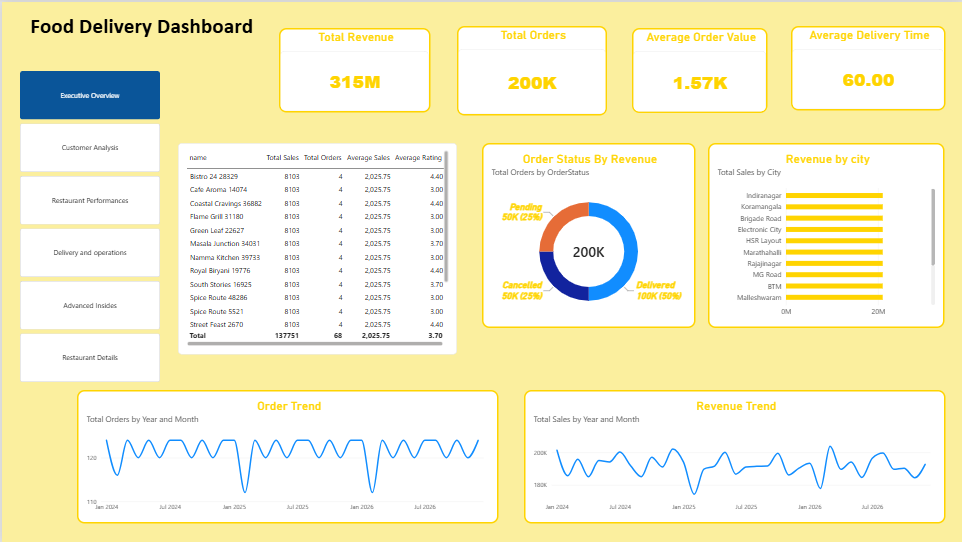 Food Delivery Dashboard
Total Revenue
315M
Total Orders
200K
Average Order Value
1.57K
Average Delivery Time
60.00
Executive Overview
Customer Analysis
Restaurant Performances
Delivery and operations
Advanced Insides
Restaurant Details
name Total Sales Total Orders Average Sales Average Rating
Bistro 24 28329 8103 4 2,025.75 4.40
Cafe Aroma 14074 8103 4 2,025.75 3.00
Coastal Cravings 36882 8103 4 2,025.75 4.40
Flame Grill 31180 8103 4 2,025.75 3.00
Green Leaf 22627 8103 4 2,025.75 3.00
Masala Junction 34031 8103 4 2,025.75 3.70
Namma Kitchen 39733 8103 4 2,025.75 3.00
Royal Biryani 19776 8103 4 2,025.75 4.40
South Stories 16925 8103 4 2,025.75 3.70
Spice Route 48286 8103 4 2,025.75 3.00
Spice Route 5521 8103 4 2,025.75 3.00
Street Feast 2670 8103 4 2,025.75 4.40
Total 137751 68 2,025.75 3.70
Order Status By Revenue
Total Orders by OrderStatus
Pending
50K (25%)
200K
Cancelled
50K (25%)
Delivered
100K (50%)
Revenue by city
Total Sales by City
Indiranagar
Koramangala
Brigade Road
Electronic City
HSR Layout
Marathahalli
Rajajinagar
MG Road
BTM
Malleshwaram
0M 20M
Order Trend
Total Orders by Year and Month
120
110
Jan 2024 Jul 2024 Jan 2025 Jul 2025 Jan 2026 Jul 2026
Revenue Trend
Total Sales by Year and Month
200K
180K
Jan 2024 Jul 2024 Jan 2025 Jul 2025 Jan 2026 Jul 2026